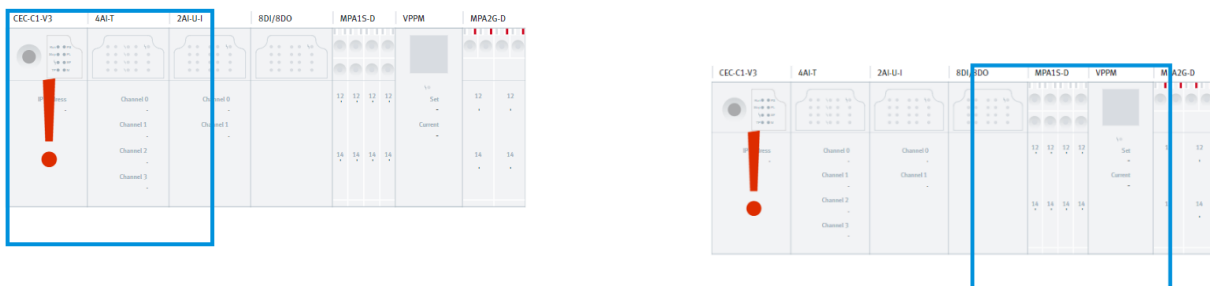 CEC-C1-V3 4AI-T 2AI-U-I 8DI/8DO MPA1S-D VPPM MPA2G-D
12 12 12 12 Set 12 12
Channel 0 Channel 0
Channel 1 Channel 1 Current
Channel 2
14 14 14 14 14 14
Channel 3
CEC-C1-V3 4AI-T 2AI-U-I 8DI/8DO MPA1S-D VPPM MPA2G-D
Channel 0 Channel 0 12 12 12 12 Set 12
Channel 1 Channel 1 Current
Channel 2 14 14 14 14 14
Channel 3